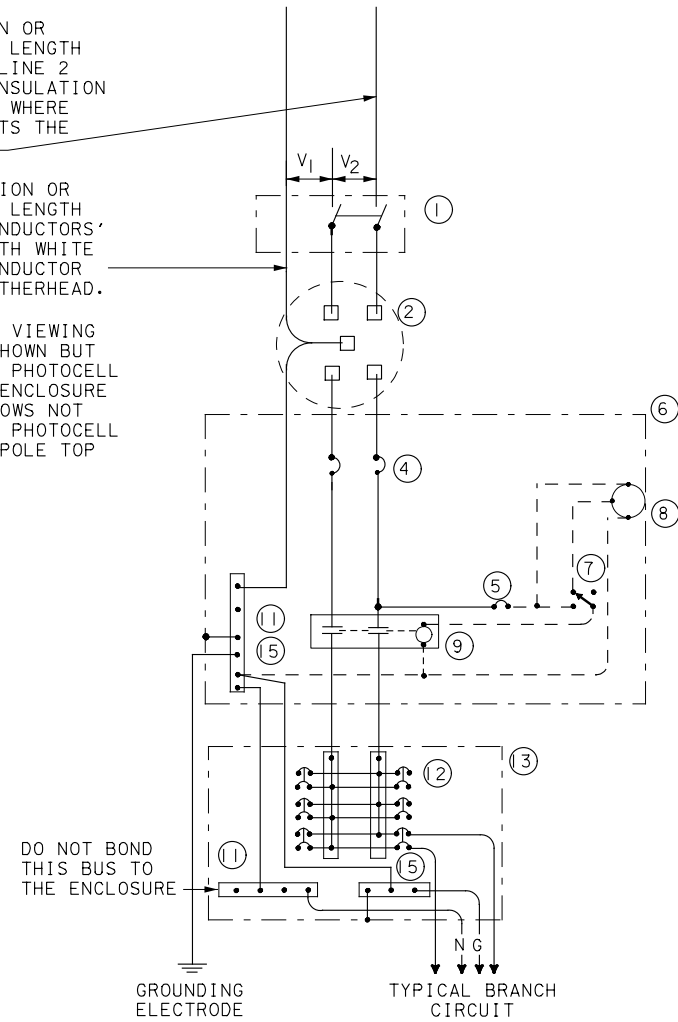 N OR
LENGTH
LINE 2
NSULATION
WHERE
TS THE
ION OR
LENGTH
NDUCTORS'
TH WHITE
NDUCTOR
THERHEAD.
VIEWING
HOWN BUT
PHOTOCELL
ENCLOSURE
OWS NOT
PHOTOCELL
POLE TOP
V1
V2
1
2
6
4
8
7
5
11
15
9
13
12
DO NOT BOND
THIS BUS TO
THE ENCLOSURE
11
15
N G
GROUNDING
ELECTRODE
TYPICAL BRANCH
CIRCUIT